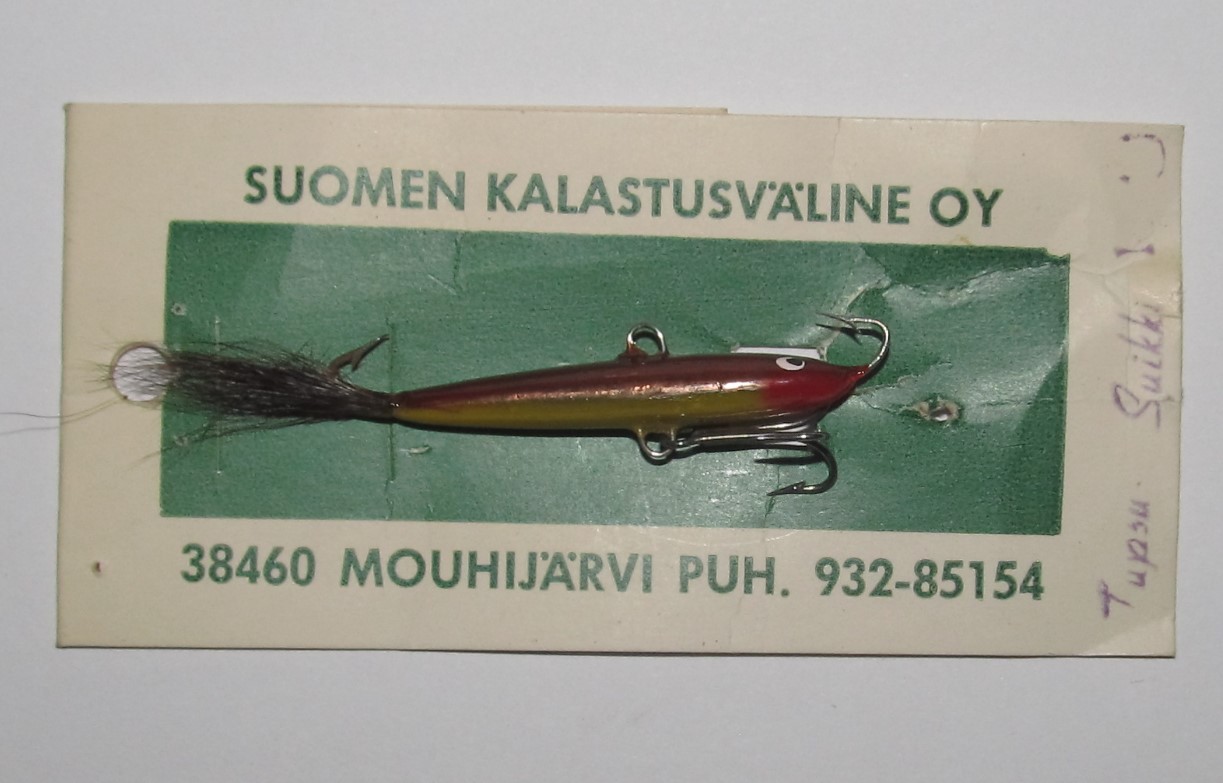 SUOMEN KALASTUSVÄLINE OY
38460 MOUHIJÄRVI PUH. 932-85154
Tupsu Suikki